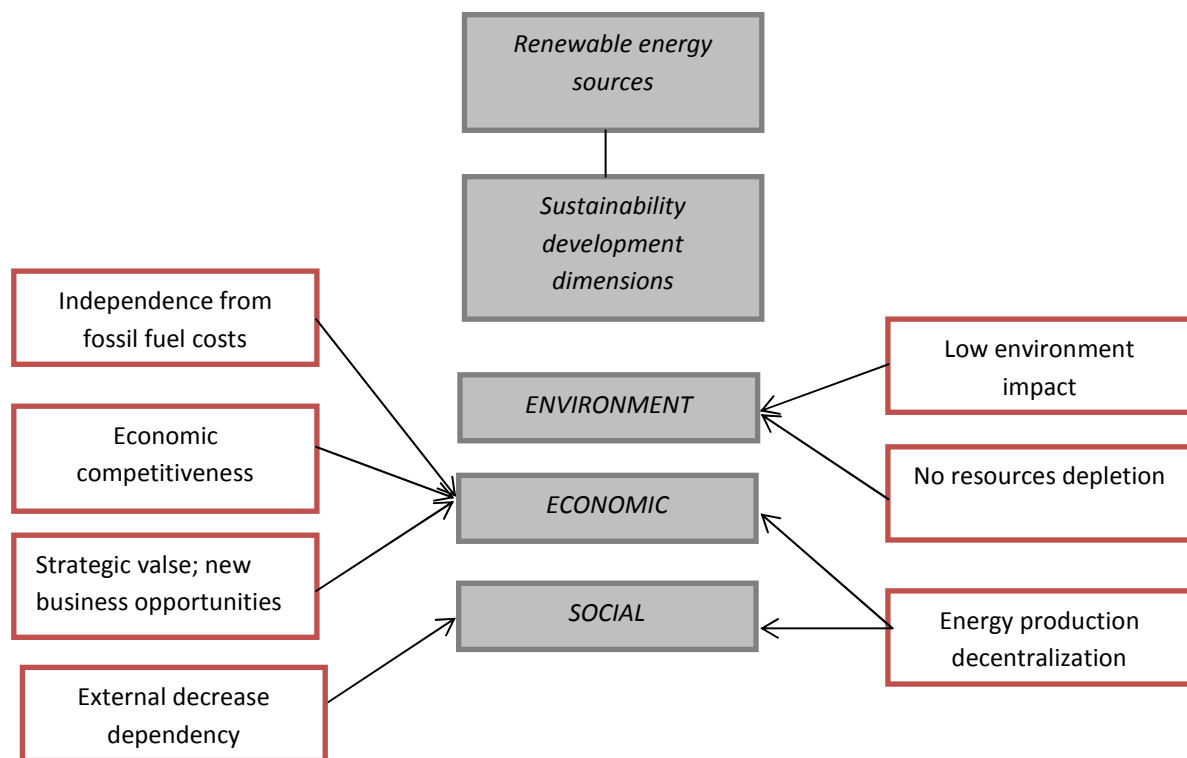 Renewable energy
sources
Sustainability
development
dimensions
Independence from
fossil fuel costs
Low environment
impact
ENVIRONMENT
Economic
competitiveness
No resources depletion
ECONOMIC
Strategic valse; new
business opportunities
SOCIAL
Energy production
decentralization
External decrease
dependency